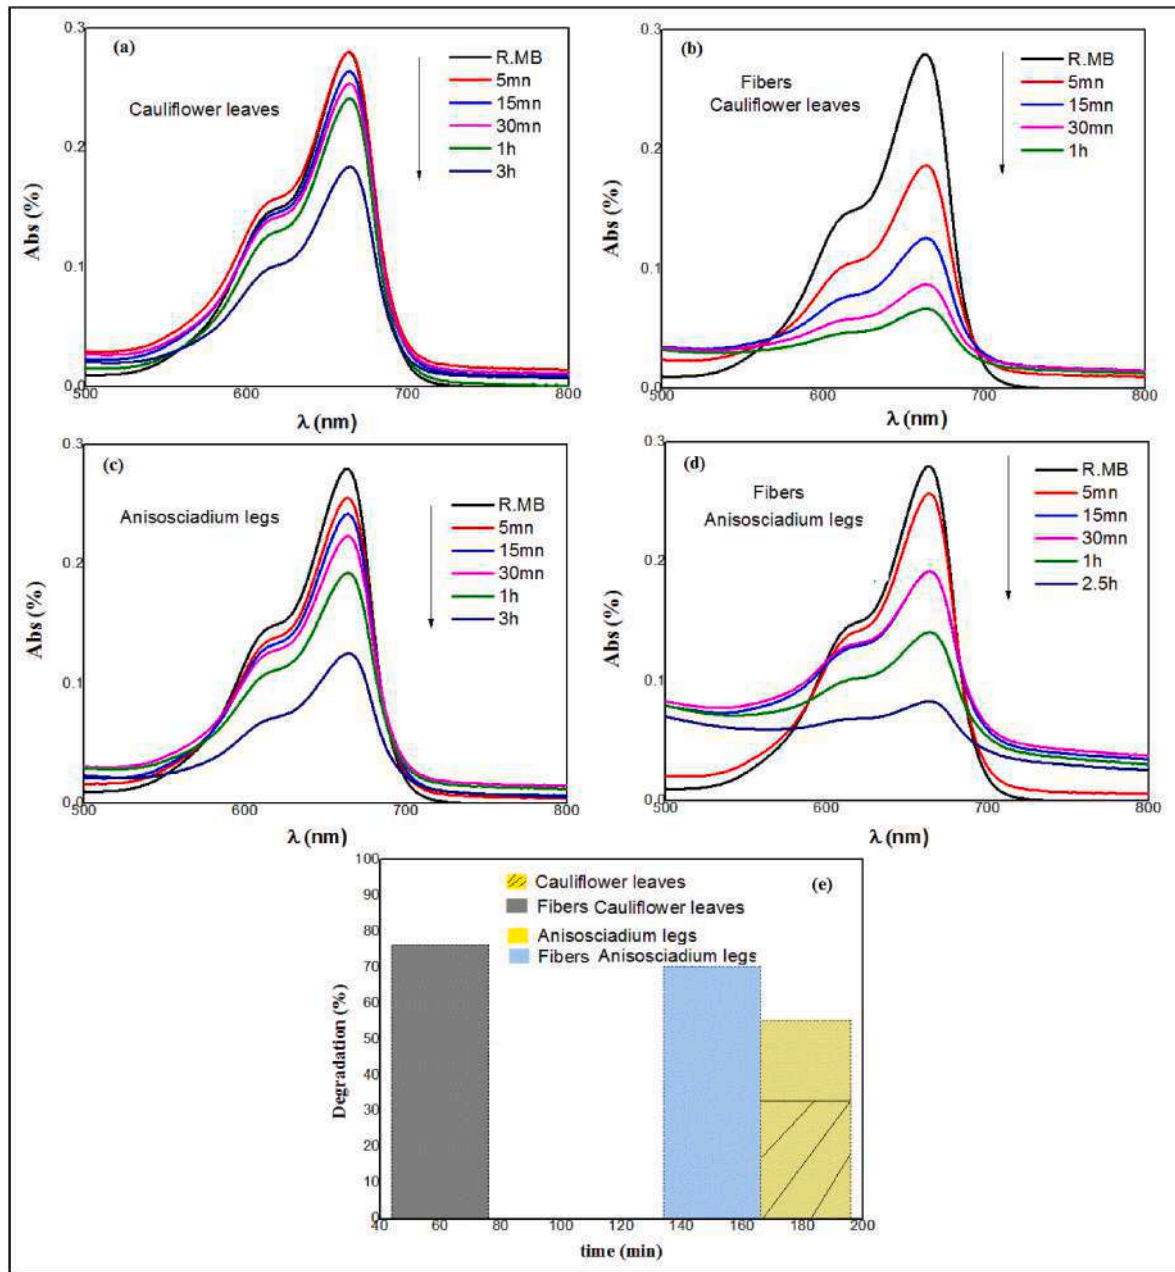 (a)
Cauliflower leaves
R.MB
5mn
15mn
30mn
1h
3h
0.3
0.2
0.1
0.0
Abs (%)
500 600 700 800
λ (nm)
(b)
Fibers
Cauliflower leaves
R.MB
5mn
15mn
30mn
1h
0.3
0.2
0.1
0.0
Abs (%)
500 600 700 800
λ (nm)
(c)
Anisosciadium legs
R.MB
5mn
15mn
30mn
1h
3h
0.3
0.2
0.1
0.0
Abs (%)
500 600 700 800
λ (nm)
(d)
Fibers
Anisosciadium legs
R.MB
5mn
15mn
30mn
1h
2.5h
0.3
0.2
0.1
0.0
Abs (%)
500 600 700 800
λ (nm)
(e)
Cauliflower leaves
Fibers Cauliflower leaves
Anisosciadium legs
Fibers Anisosciadium legs
100
90
80
70
60
50
40
30
20
10
0
Degradation (%)
40 60 80 100 120 140 160 180 200
time (min)